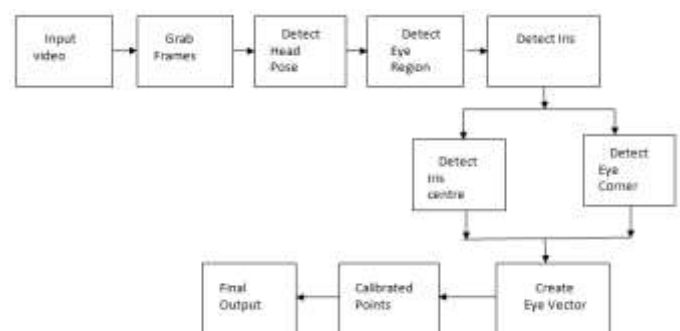 Input
video
Grab
Frames
Detect
Head
Pose
Detect
Eye
Region
Detect Iris
Detect
Iris
centre
Detect
Eye
Corner
Final
Output
Calibrated
Points
Create
Eye Vector